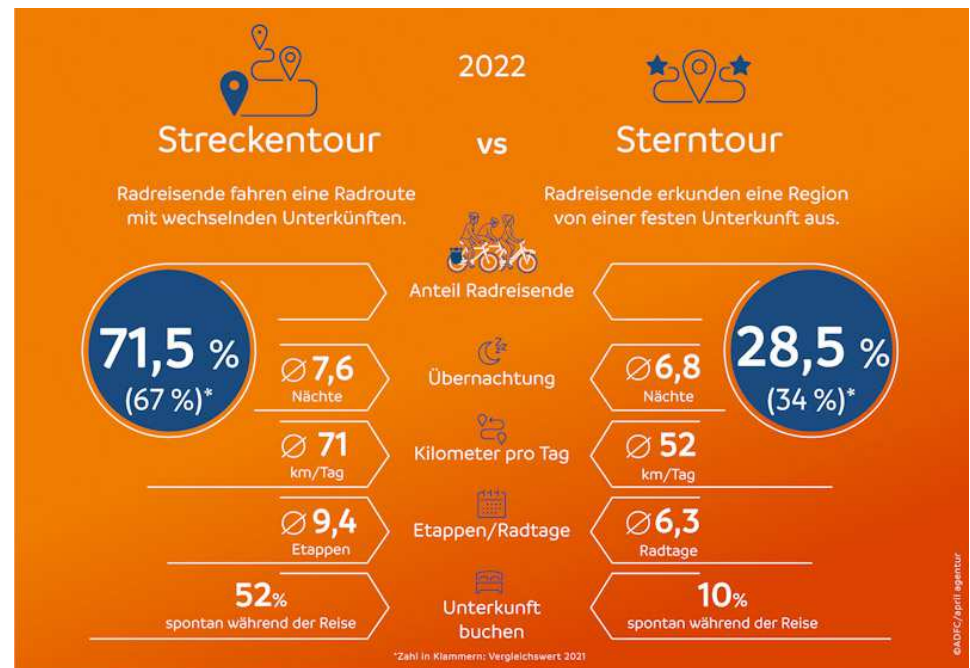 2022
Streckentour
vs
Sterntour
Radreisende fahren eine Radroute
mit wechselnden Unterkünften.
Radreisende erkunden eine Region
von einer festen Unterkunft aus.
Anteil Radreisende
71,5 %
(67 %)*
28,5 %
(34 %)*
Ø 7,6
Nächte
Übernachtung
Ø 6,8
Nächte
Ø 71
km/Tag
Kilometer pro Tag
Ø 52
km/Tag
Ø 9,4
Etappen
Etappen/Radtage
Ø 6,3
Radtage
52%
spontan während der Reise
Unterkunft
buchen
10%
spontan während der Reise
*Zahl in Klammern: Vergleichswert 2021
©ADFC/april agentur